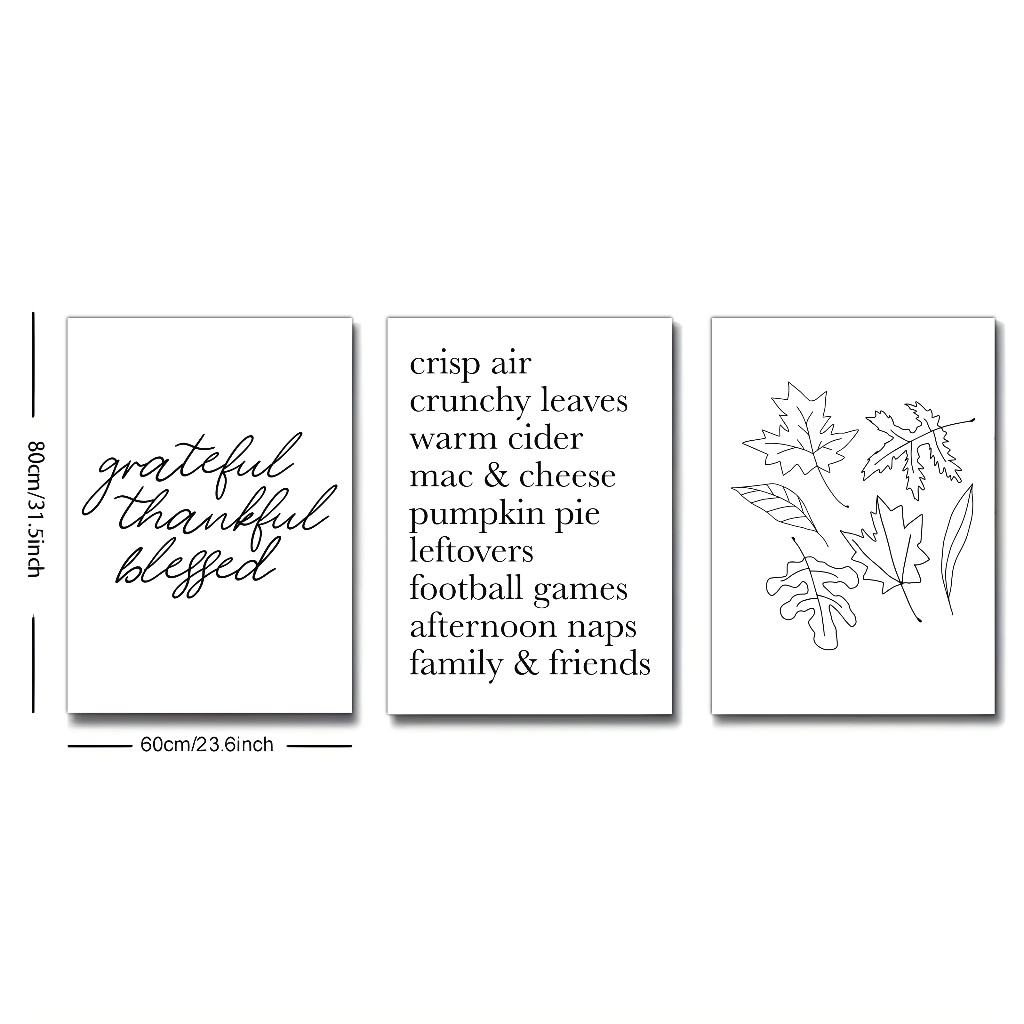 80cm/31.5inch
grateful
thankful
blessed
60cm/23.6inch
crisp air
crunchy leaves
warm cider
mac & cheese
pumpkin pie
leftovers
football games
afternoon naps
family & friends